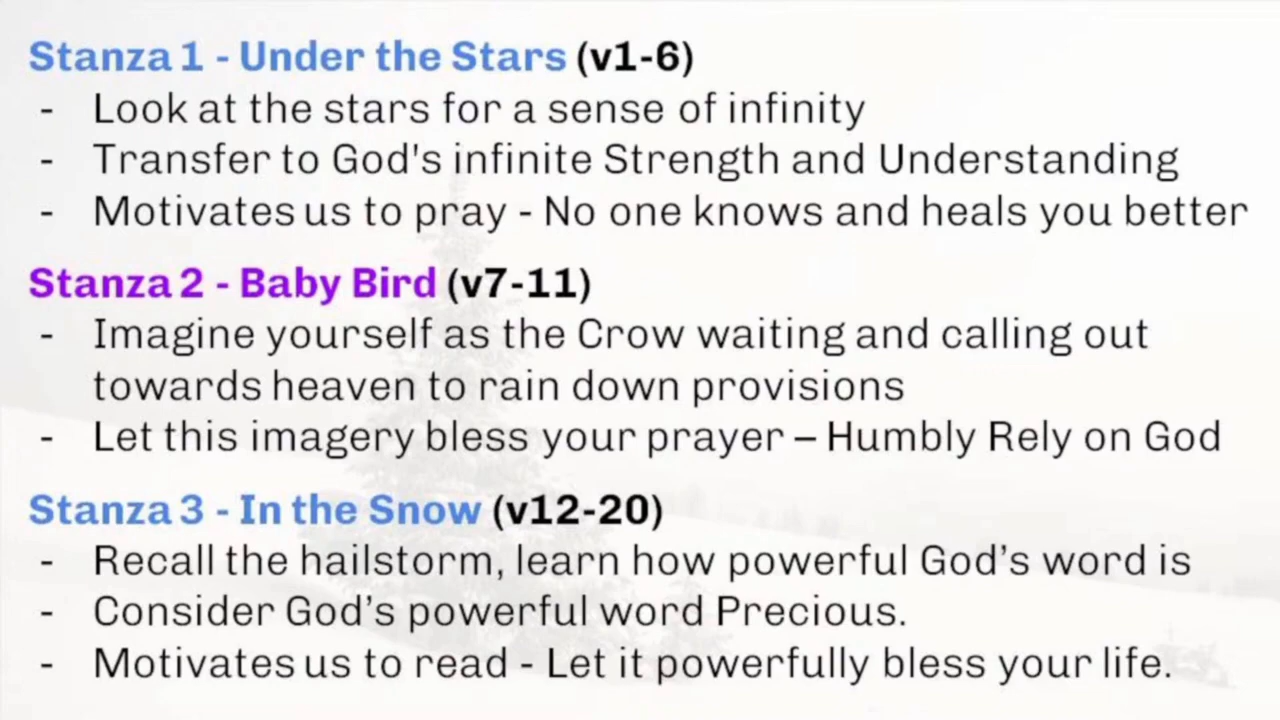 Stanza 1 - Under the Stars (v1-6)
- Look at the stars for a sense of infinity
- Transfer to God's infinite Strength and Understanding
- Motivates us to pray - No one knows and heals you better
Stanza 2 - Baby Bird (v7-11)
- Imagine yourself as the Crow waiting and calling out
towards heaven to rain down provisions
- Let this imagery bless your prayer – Humbly Rely on God
Stanza 3 - In the Snow (v12-20)
- Recall the hailstorm, learn how powerful God’s word is
- Consider God’s powerful word Precious.
- Motivates us to read - Let it powerfully bless your life.